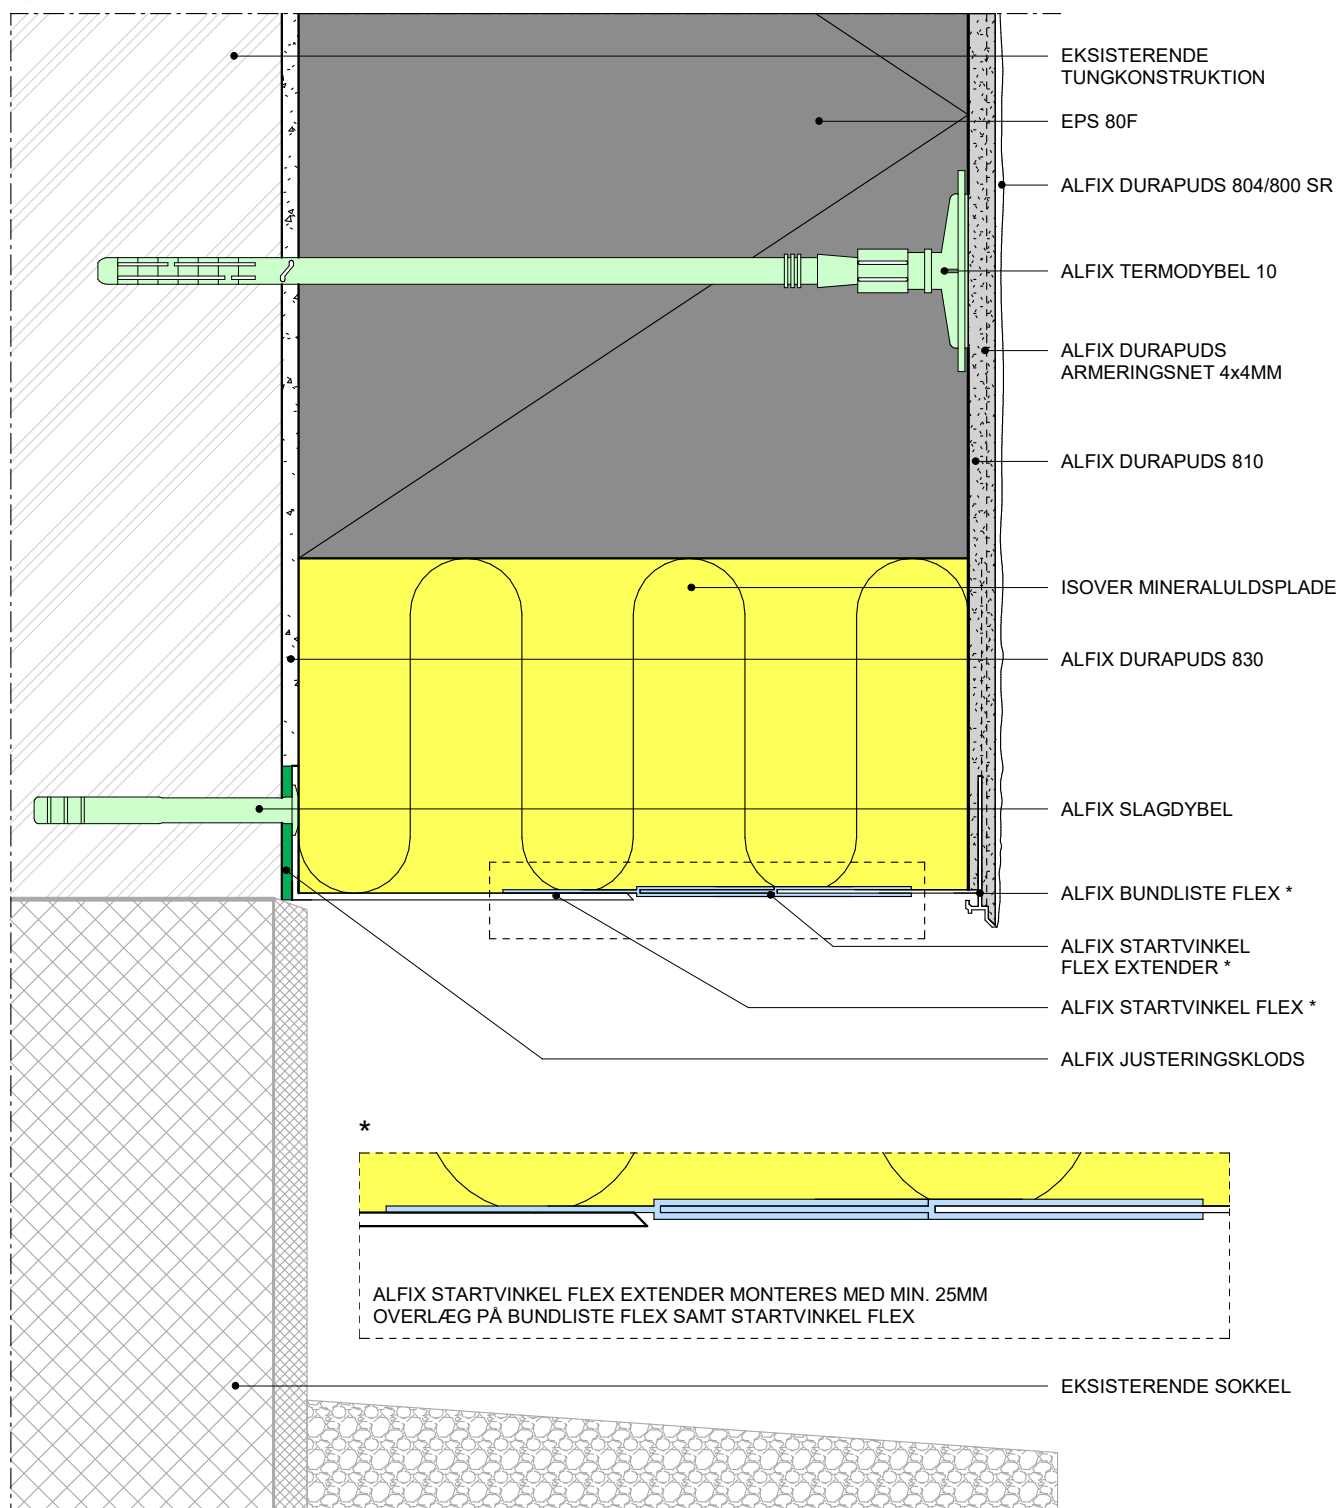 EKSISTERENDE
TUNGKONSTRUKTION
EPS 80F
ALFIX DURAPUDS 804/800 SR
ALFIX TERMODYBEL 10
ALFIX DURAPUDS
ARMERINGSNET 4x4MM
ALFIX DURAPUDS 810
ISOVER MINERALULDSPLADE
ALFIX DURAPUDS 830
ALFIX SLAGDYBEL
ALFIX BUNDLISTE FLEX *
ALFIX STARTVINKEL
FLEX EXTENDER *
ALFIX STARTVINKEL FLEX *
ALFIX JUSTERINGSKLODS
*
ALFIX STARTVINKEL FLEX EXTENDER MONTERES MED MIN. 25MM
OVERLÆG PÅ BUNDLISTE FLEX SAMT STARTVINKEL FLEX
EKSISTERENDE SOKKEL